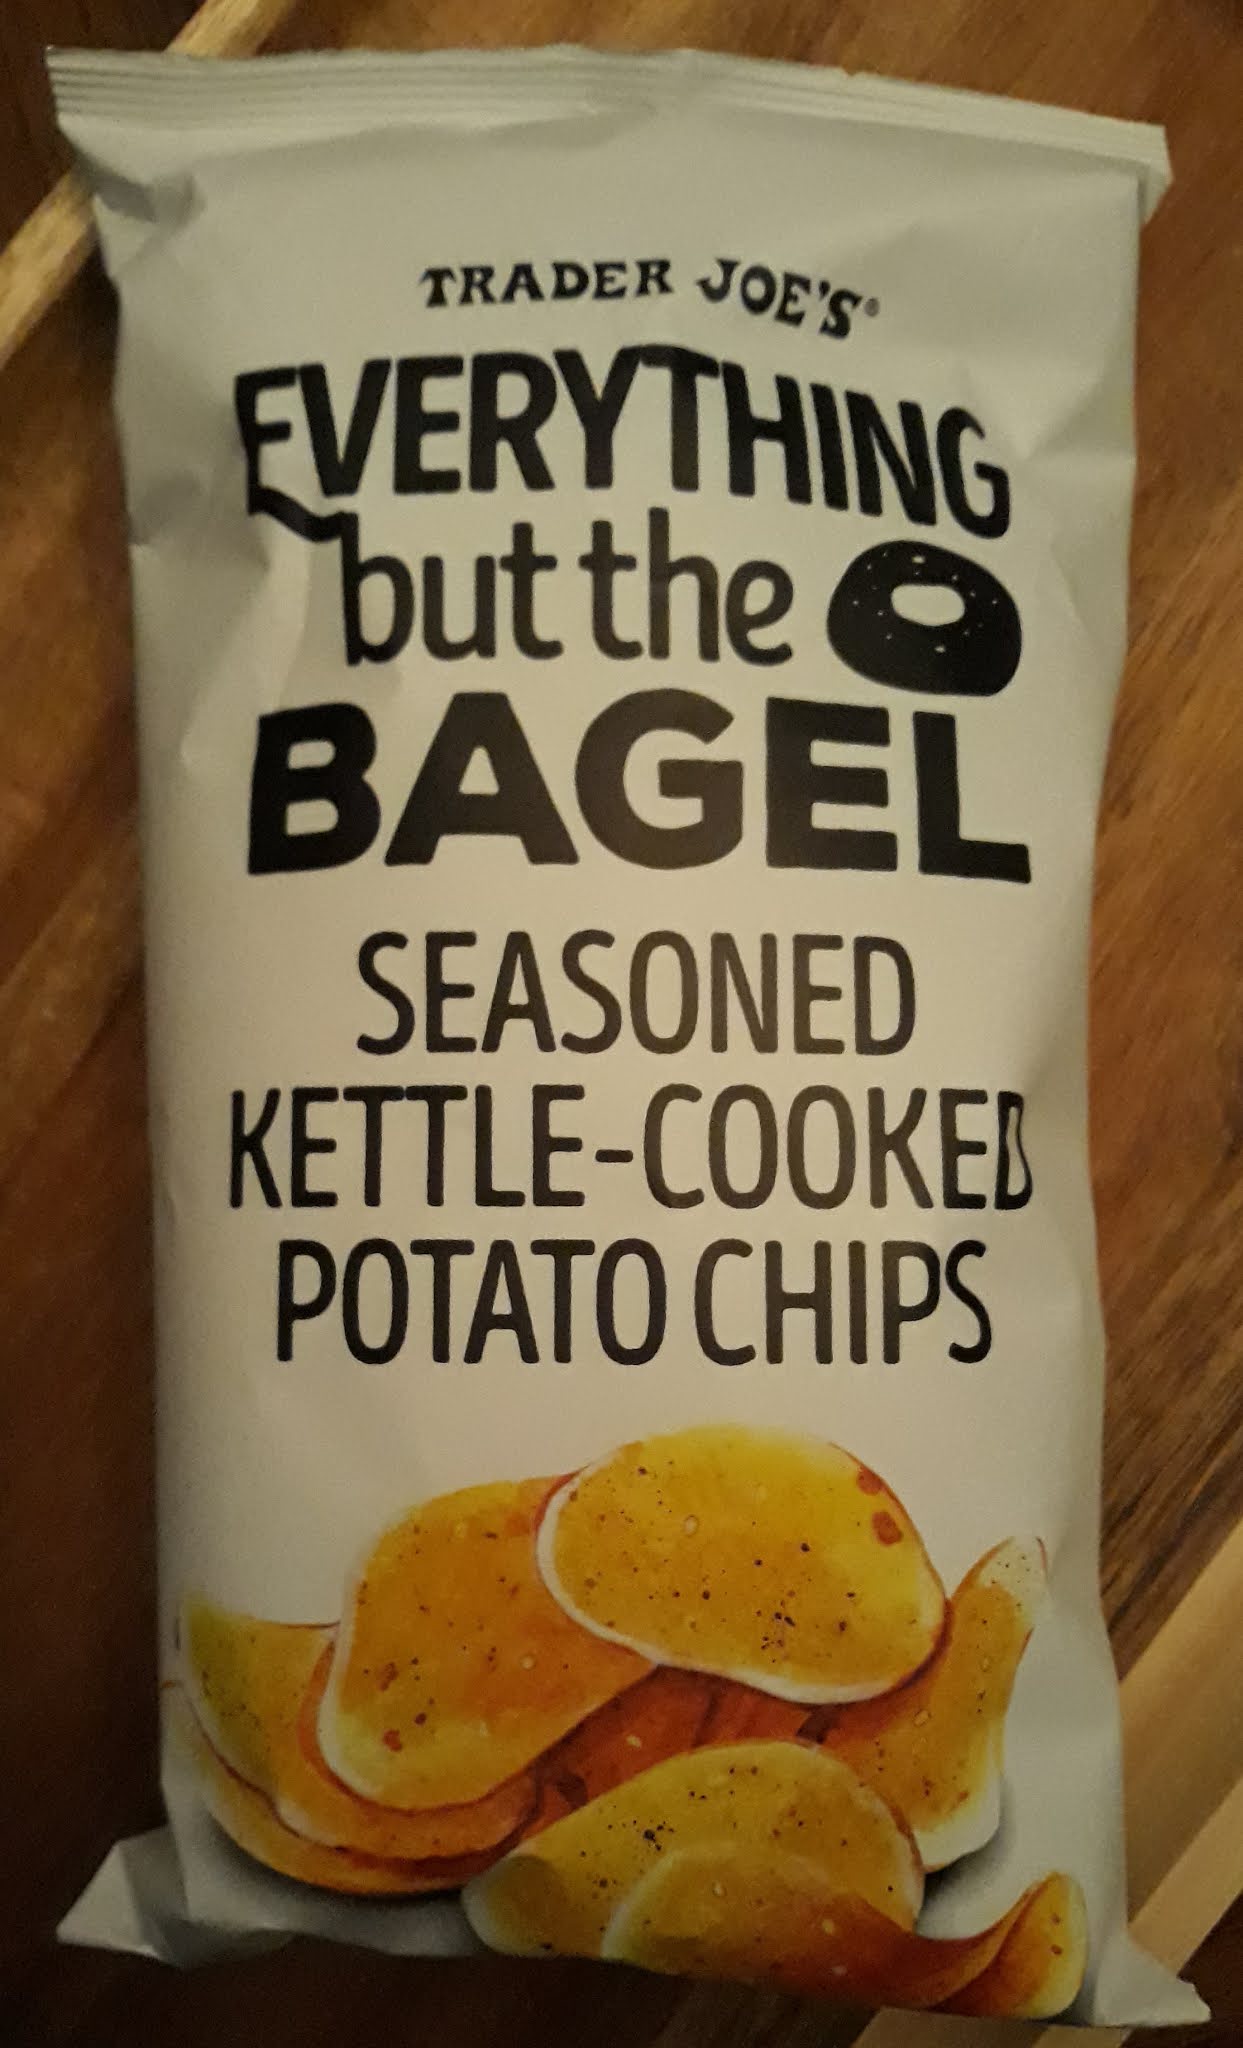 TRADER JOE'S®
EVERYTHING
but the
BAGEL
SEASONED
KETTLE-COOKED
POTATO CHIPS